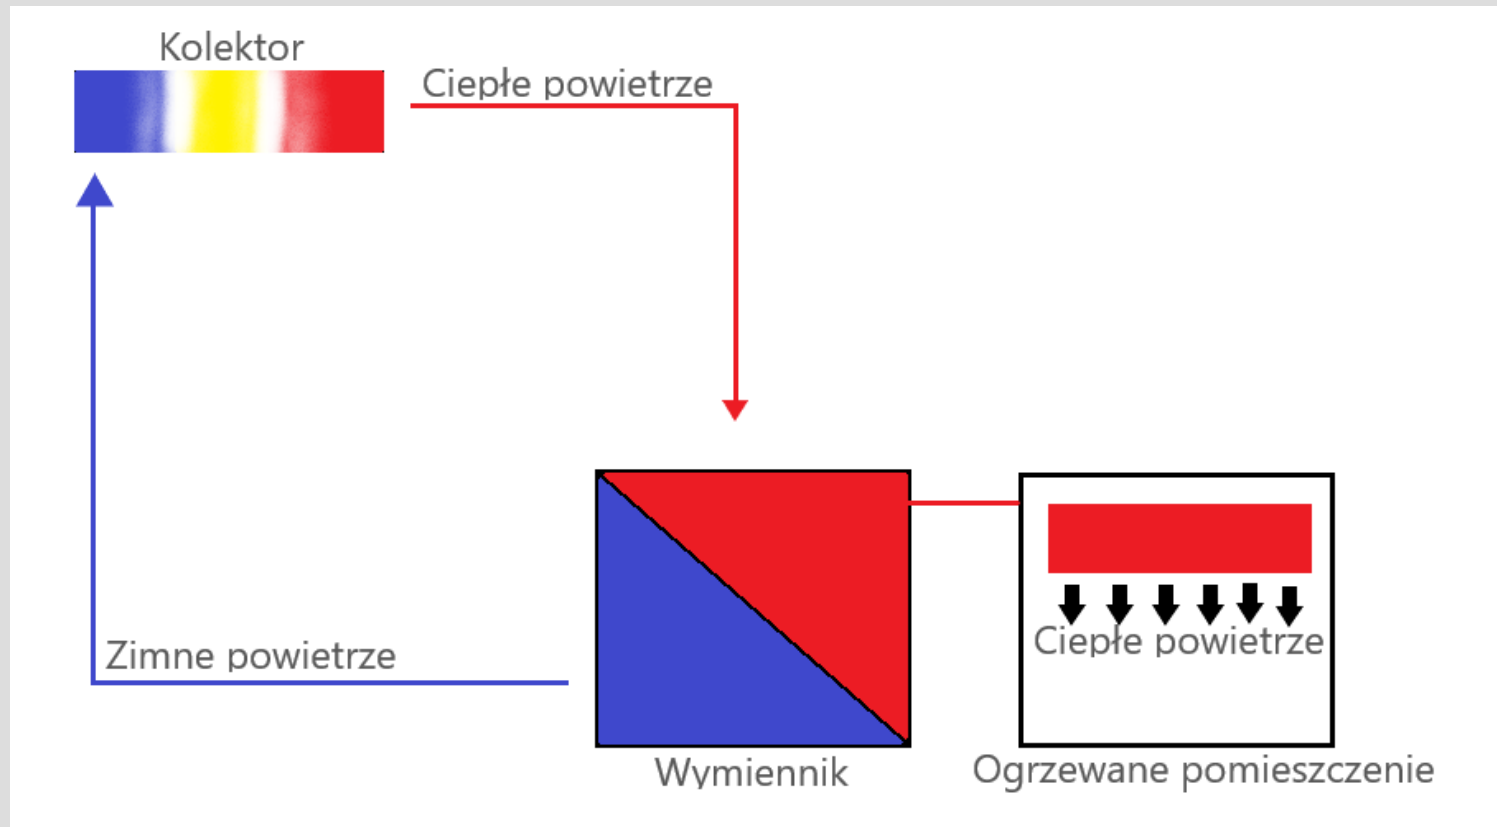 Kolektor
Ciepłe powietrze
Zimne powietrze
Ciepłe powietrze
Wymiennik
Ogrzewane pomieszczenie